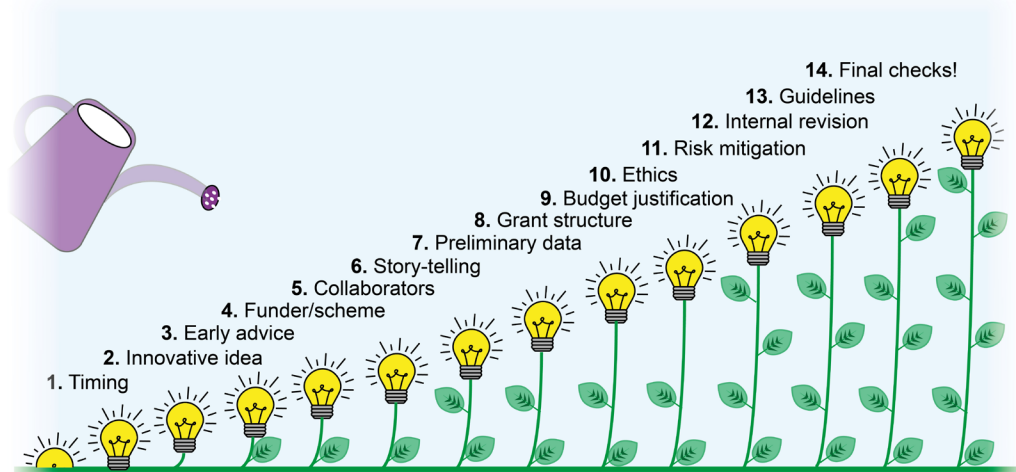 14. Final checks!
13. Guidelines
12. Internal revision
11. Risk mitigation
10. Ethics
9. Budget justification
8. Grant structure
7. Preliminary data
6. Story-telling
5. Collaborators
4. Funder/scheme
3. Early advice
2. Innovative idea
1. Timing